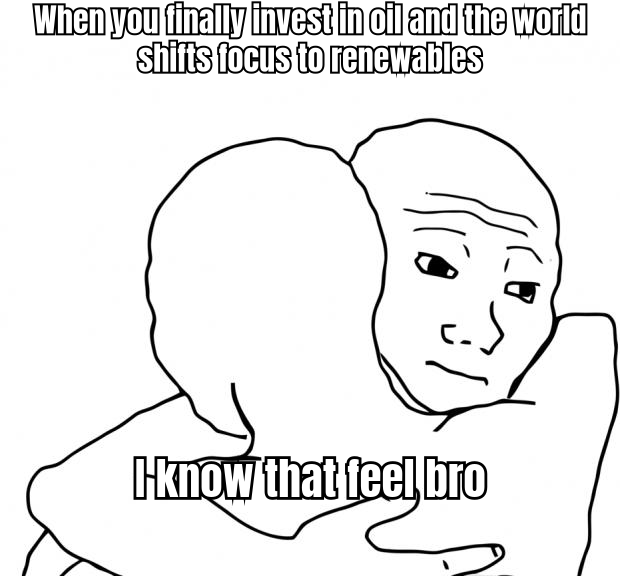 When you finally invest in oil and the world
shifts focus to renewables
I know that feel bro